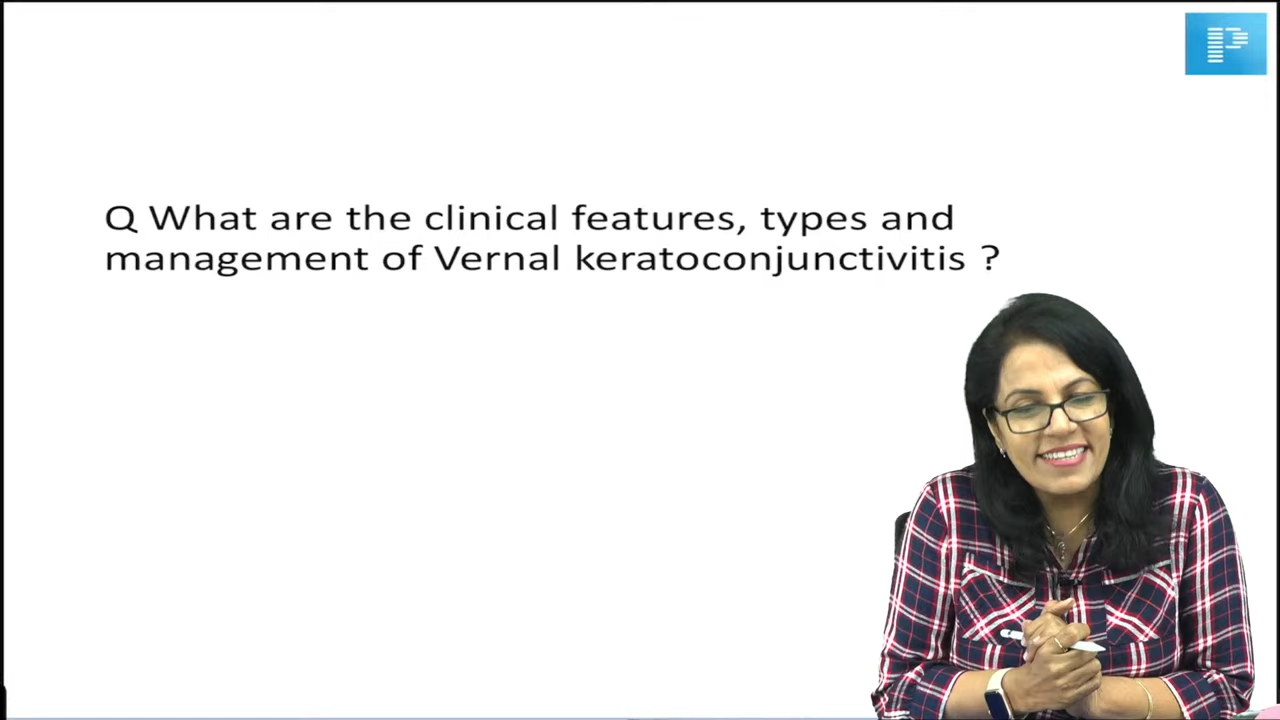 Q What are the clinical features, types and
management of Vernal keratoconjunctivitis ?
P